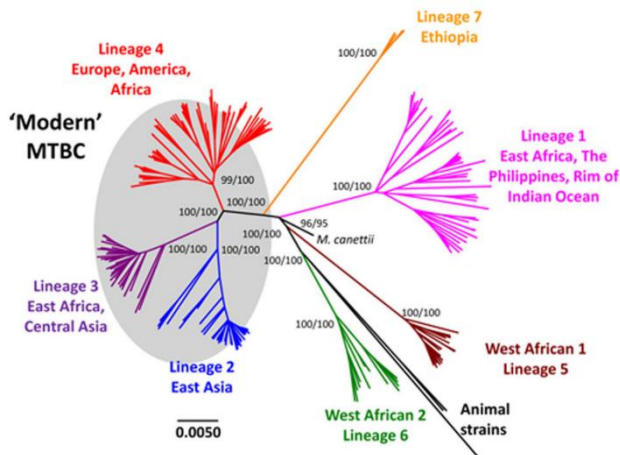 Lineage 7
Ethiopia
Lineage 4
Europe, America,
Africa
'Modern'
MTBC
100/100
Lineage 1
East Africa, The
Philippines, Rim of
Indian Ocean
100/100
99/100
100/100
100/100
96/95
M. canettii
100/100
100/100
100/100
100/100
Lineage 3
East Africa,
Central Asia
100/100
100/100
Lineage 2
East Asia
West African 1
Lineage 5
West African 2
Lineage 6
Animal
strains
0.0050